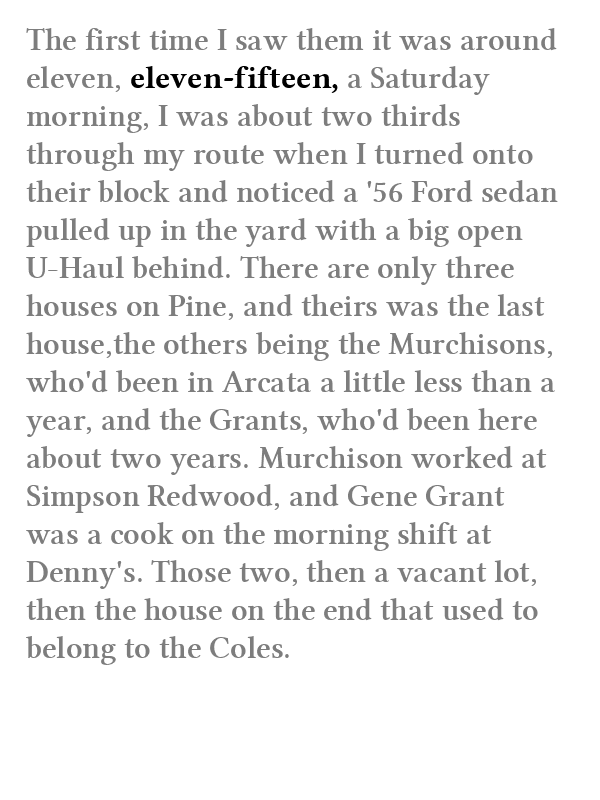 The first time I saw them it was around
eleven, eleven-fifteen, a Saturday
morning, I was about two thirds
through my route when I turned onto
their block and noticed a '56 Ford sedan
pulled up in the yard with a big open
U-Haul behind. There are only three
houses on Pine, and theirs was the last
house,the others being the Murchisons,
who'd been in Arcata a little less than a
year, and the Grants, who'd been here
about two years. Murchison worked at
Simpson Redwood, and Gene Grant
was a cook on the morning shift at
Denny's. Those two, then a vacant lot,
then the house on the end that used to
belong to the Coles.